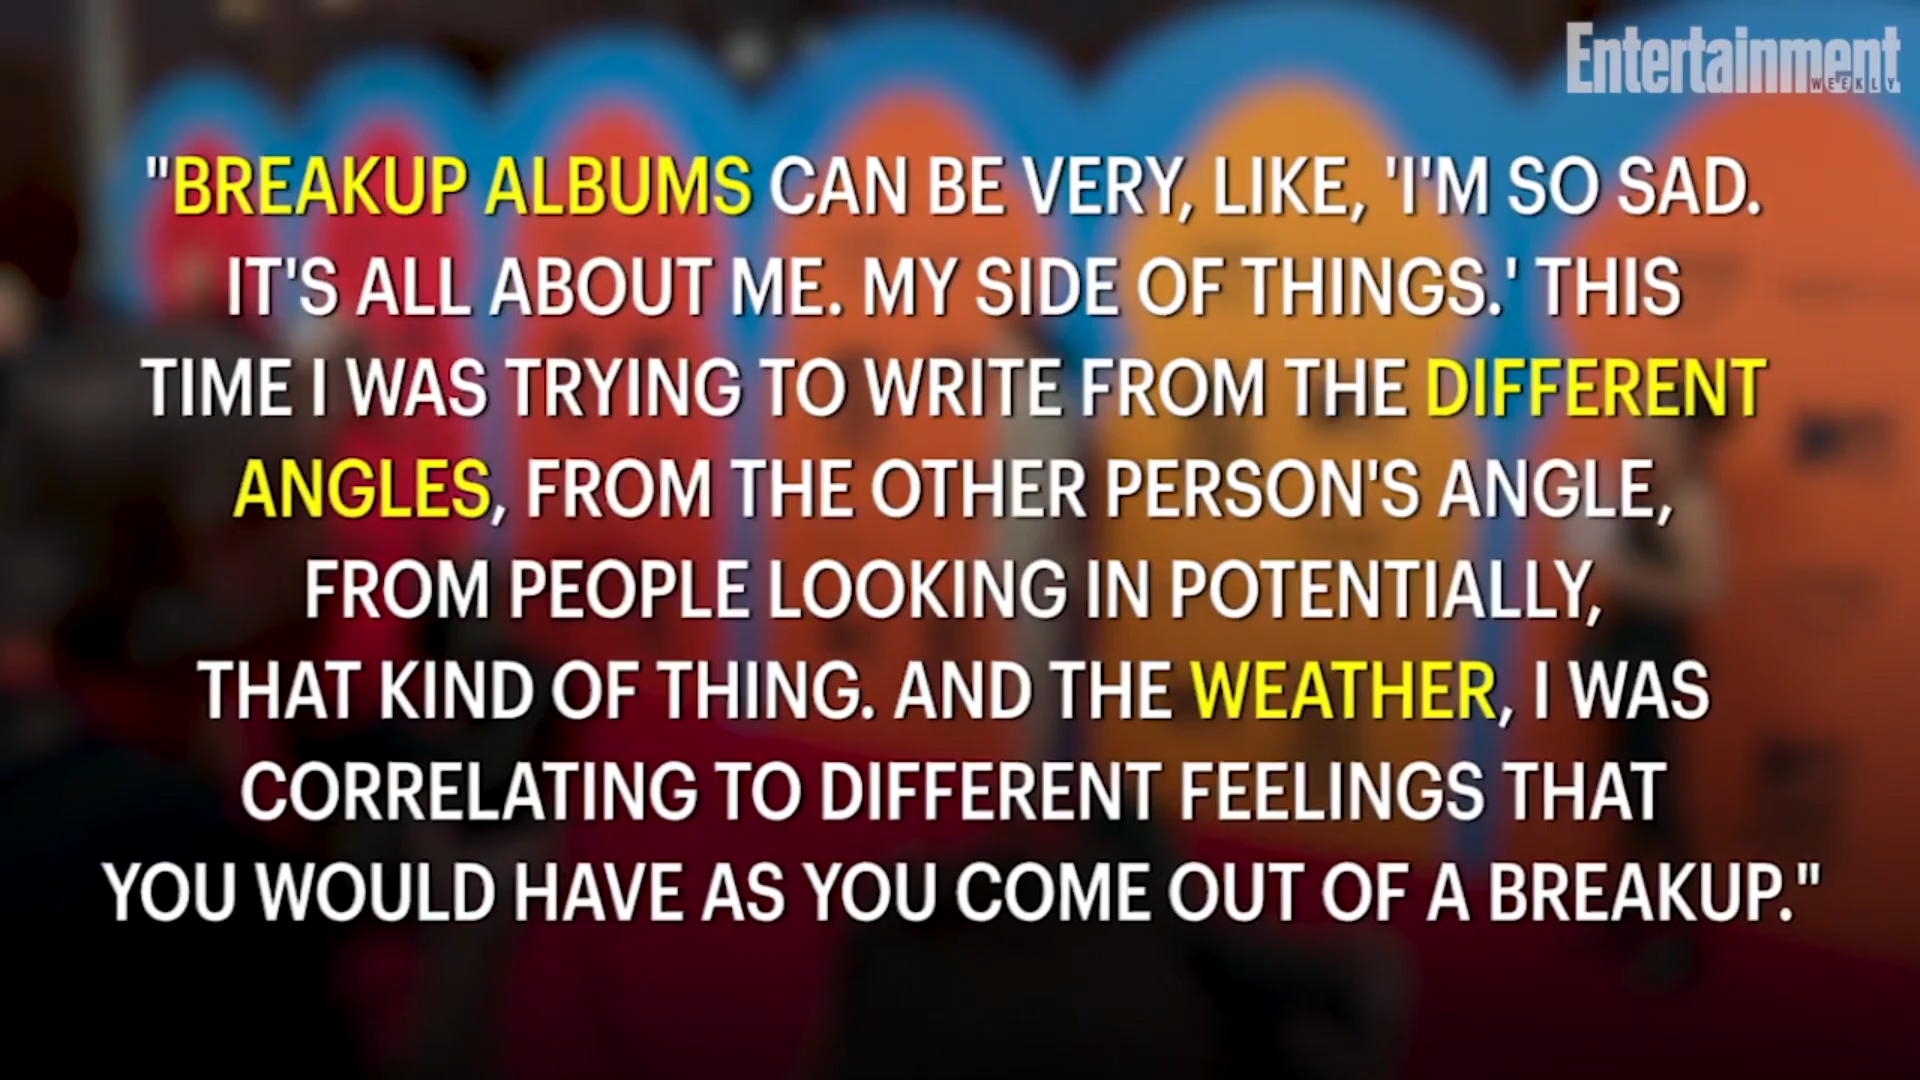 Entertainment
WEEKLY
"BREAKUP ALBUMS CAN BE VERY, LIKE, 'I'M SO SAD.
IT'S ALL ABOUT ME. MY SIDE OF THINGS.' THIS
TIME I WAS TRYING TO WRITE FROM THE DIFFERENT
ANGLES, FROM THE OTHER PERSON'S ANGLE,
FROM PEOPLE LOOKING IN POTENTIALLY,
THAT KIND OF THING. AND THE WEATHER, I WAS
CORRELATING TO DIFFERENT FEELINGS THAT
YOU WOULD HAVE AS YOU COME OUT OF A BREAKUP."